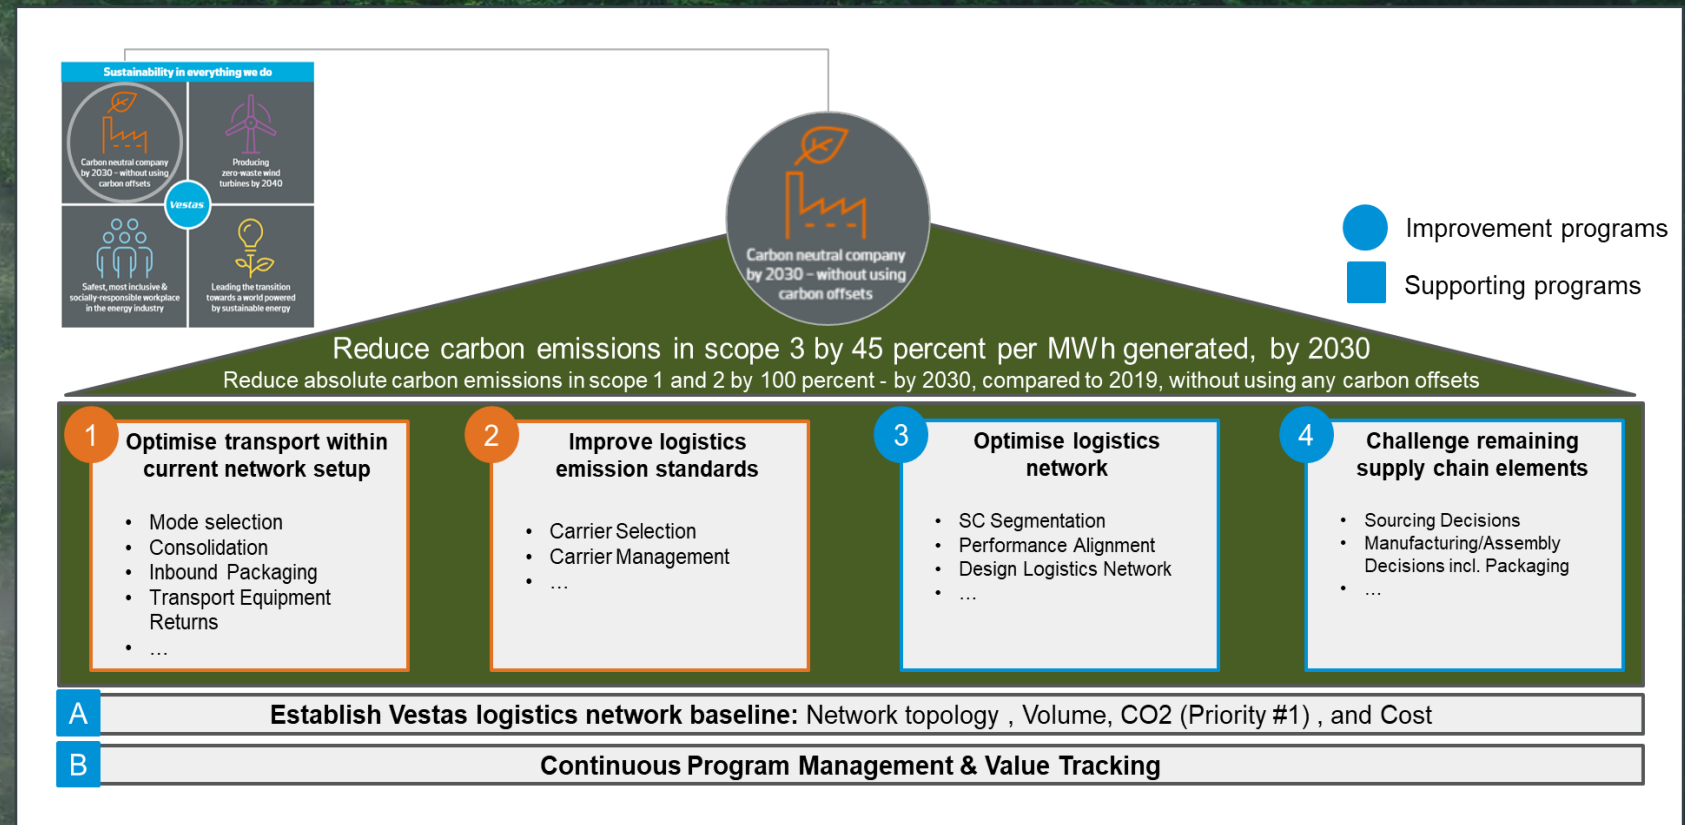 Sustainability in everything we do
Carbon neutral company
by 2030 – without using
carbon offsets
Producing
zero-waste wind
turbines by 2040
Vestas
Safest, most inclusive &
socially-responsible workplace
in the energy industry
Leading the transition
towards a world powered
by sustainable energy
Carbon neutral company
by 2030 – without using
carbon offsets
Improvement programs
Supporting programs
Reduce carbon emissions in scope 3 by 45 percent per MWh generated, by 2030
Reduce absolute carbon emissions in scope 1 and 2 by 100 percent - by 2030, compared to 2019, without using any carbon offsets
1
Optimise transport within
current network setup
• Mode selection
• Consolidation
• Inbound Packaging
• Transport Equipment
Returns
• …
2
Improve logistics
emission standards
• Carrier Selection
• Carrier Management
• …
3
Optimise logistics
network
• SC Segmentation
• Performance Alignment
• Design Logistics Network
• …
4
Challenge remaining
supply chain elements
• Sourcing Decisions
• Manufacturing/Assembly
Decisions incl. Packaging
• …
A
Establish Vestas logistics network baseline: Network topology , Volume, CO2 (Priority #1) , and Cost
B
Continuous Program Management & Value Tracking